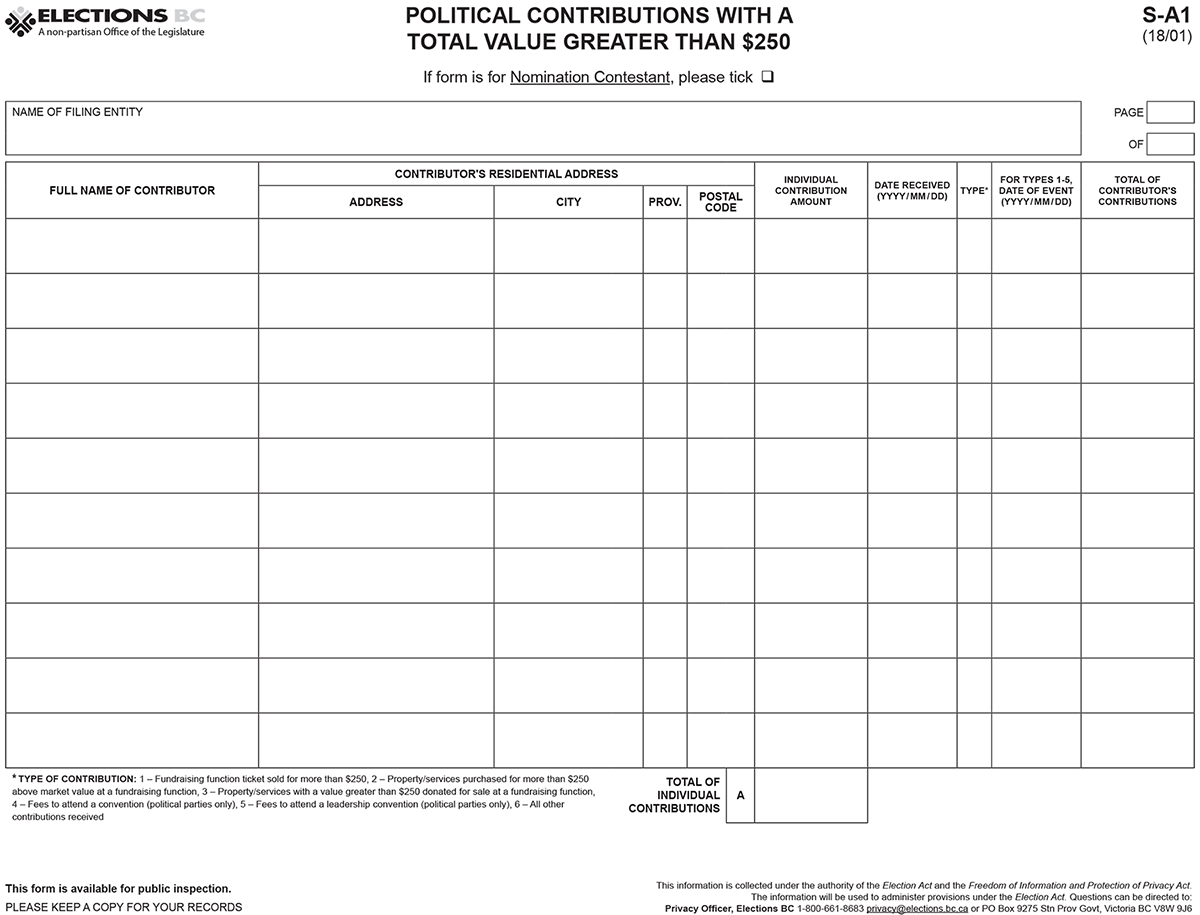 ELECTIONS BC
A non-partisan Office of the Legislature
POLITICAL CONTRIBUTIONS WITH A
TOTAL VALUE GREATER THAN $250
S-A1
(18/01)
If form is for Nomination Contestant, please tick ❑
NAME OF FILING ENTITY
PAGE
OF
FULL NAME OF CONTRIBUTOR
CONTRIBUTOR'S RESIDENTIAL ADDRESS
ADDRESS
CITY
PROV.
POSTAL
CODE
INDIVIDUAL
CONTRIBUTION
AMOUNT
DATE RECEIVED
(YYYY/MM/DD)
TYPE*
FOR TYPES 1-5,
DATE OF EVENT
(YYYY/MM/DD)
TOTAL OF
CONTRIBUTOR'S
CONTRIBUTIONS
* TYPE OF CONTRIBUTION: 1 – Fundraising function ticket sold for more than $250, 2 – Property/services purchased for more than $250
above market value at a fundraising function, 3 – Property/services with a value greater than $250 donated for sale at a fundraising function,
4 – Fees to attend a convention (political parties only), 5 – Fees to attend a leadership convention (political parties only), 6 – All other
contributions received
TOTAL OF
INDIVIDUAL
CONTRIBUTIONS
A
This form is available for public inspection.
PLEASE KEEP A COPY FOR YOUR RECORDS
This information is collected under the authority of the Election Act and the Freedom of Information and Protection of Privacy Act.
The information will be used to administer provisions under the Election Act. Questions can be directed to:
Privacy Officer, Elections BC 1-800-661-8683 privacy@elections.bc.ca or PO Box 9275 Stn Prov Govt, Victoria BC V8W 9J6